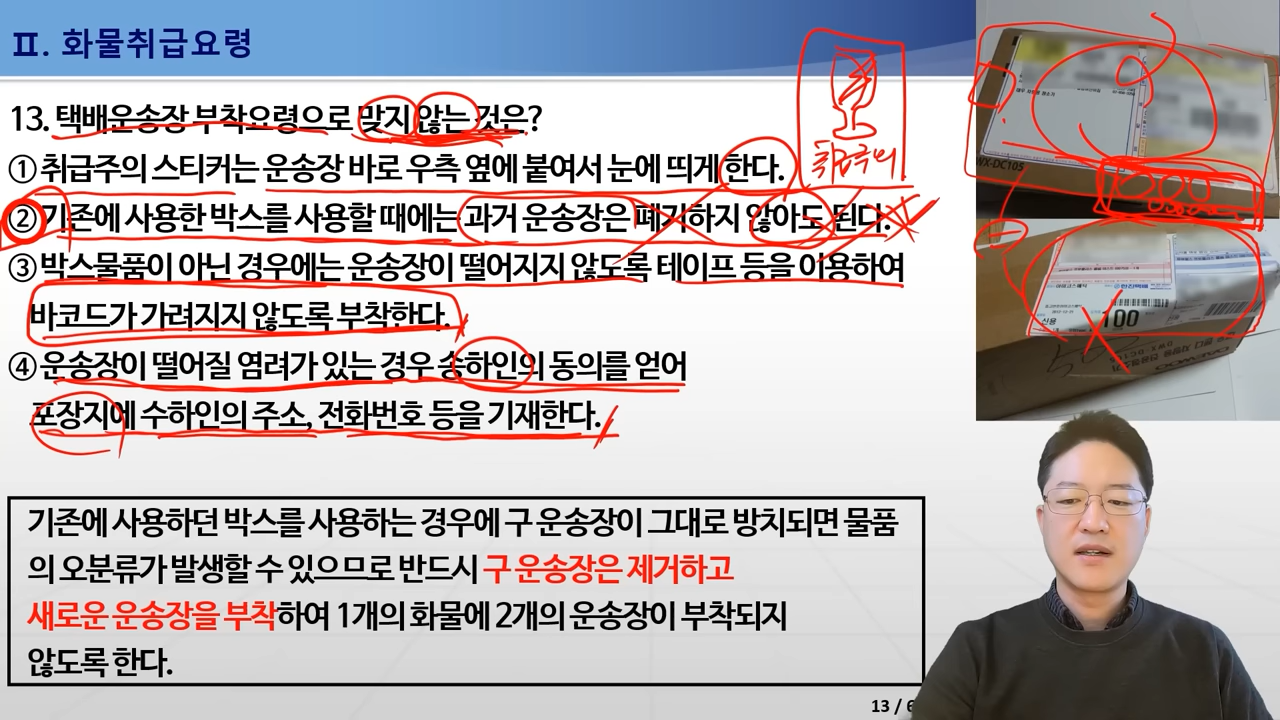 Ⅱ. 화물취급요령
13. 택배운송장 부착요령으로 맞지 않는 것은?
① 취급주의 스티커는 운송장 바로 우측 옆에 붙여서 눈에 띄게 한다.
② 기존에 사용한 박스를 사용할 때에는 과거 운송장은 폐기하지 않아도 된다.
③ 박스물품이 아닌 경우에는 운송장이 떨어지지 않도록 테이프 등을 이용하여
바코드가 가려지지 않도록 부착한다.
④ 운송장이 떨어질 염려가 있는 경우 송하인의 동의를 얻어
포장지에 수하인의 주소, 전화번호 등을 기재한다.
취급주의
WX-DC105
100
기존에 사용하던 박스를 사용하는 경우에 구 운송장이 그대로 방치되면 물품
의 오분류가 발생할 수 있으므로 반드시 구 운송장은 제거하고
새로운 운송장을 부착하여 1개의 화물에 2개의 운송장이 부착되지
않도록 한다.
13 / 6